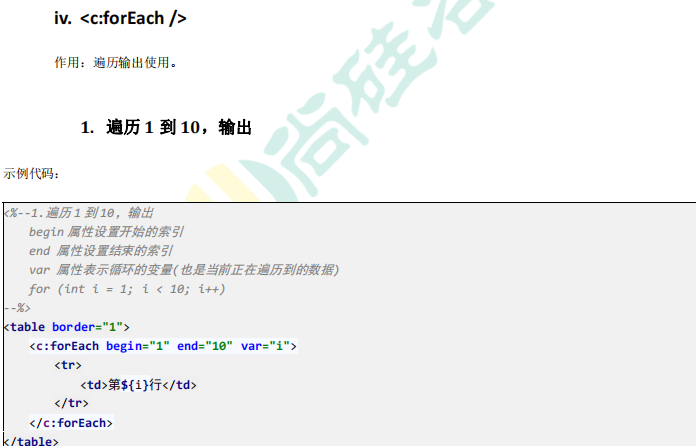 iv. <c:forEach />
作用：遍历输出使用。
1. 遍历 1 到 10，输出
示例代码：
<%--1.遍历 1 到 10，输出
begin 属性设置开始的索引
end 属性设置结束的索引
var 属性表示循环的变量(也是当前正在遍历到的数据)
for (int i = 1; i < 10; i++)
--%>
<table border="1">
<c:forEach begin="1" end="10" var="i">
<tr>
<td>第${i}行</td>
</tr>
</c:forEach>
</table>
尚硅谷